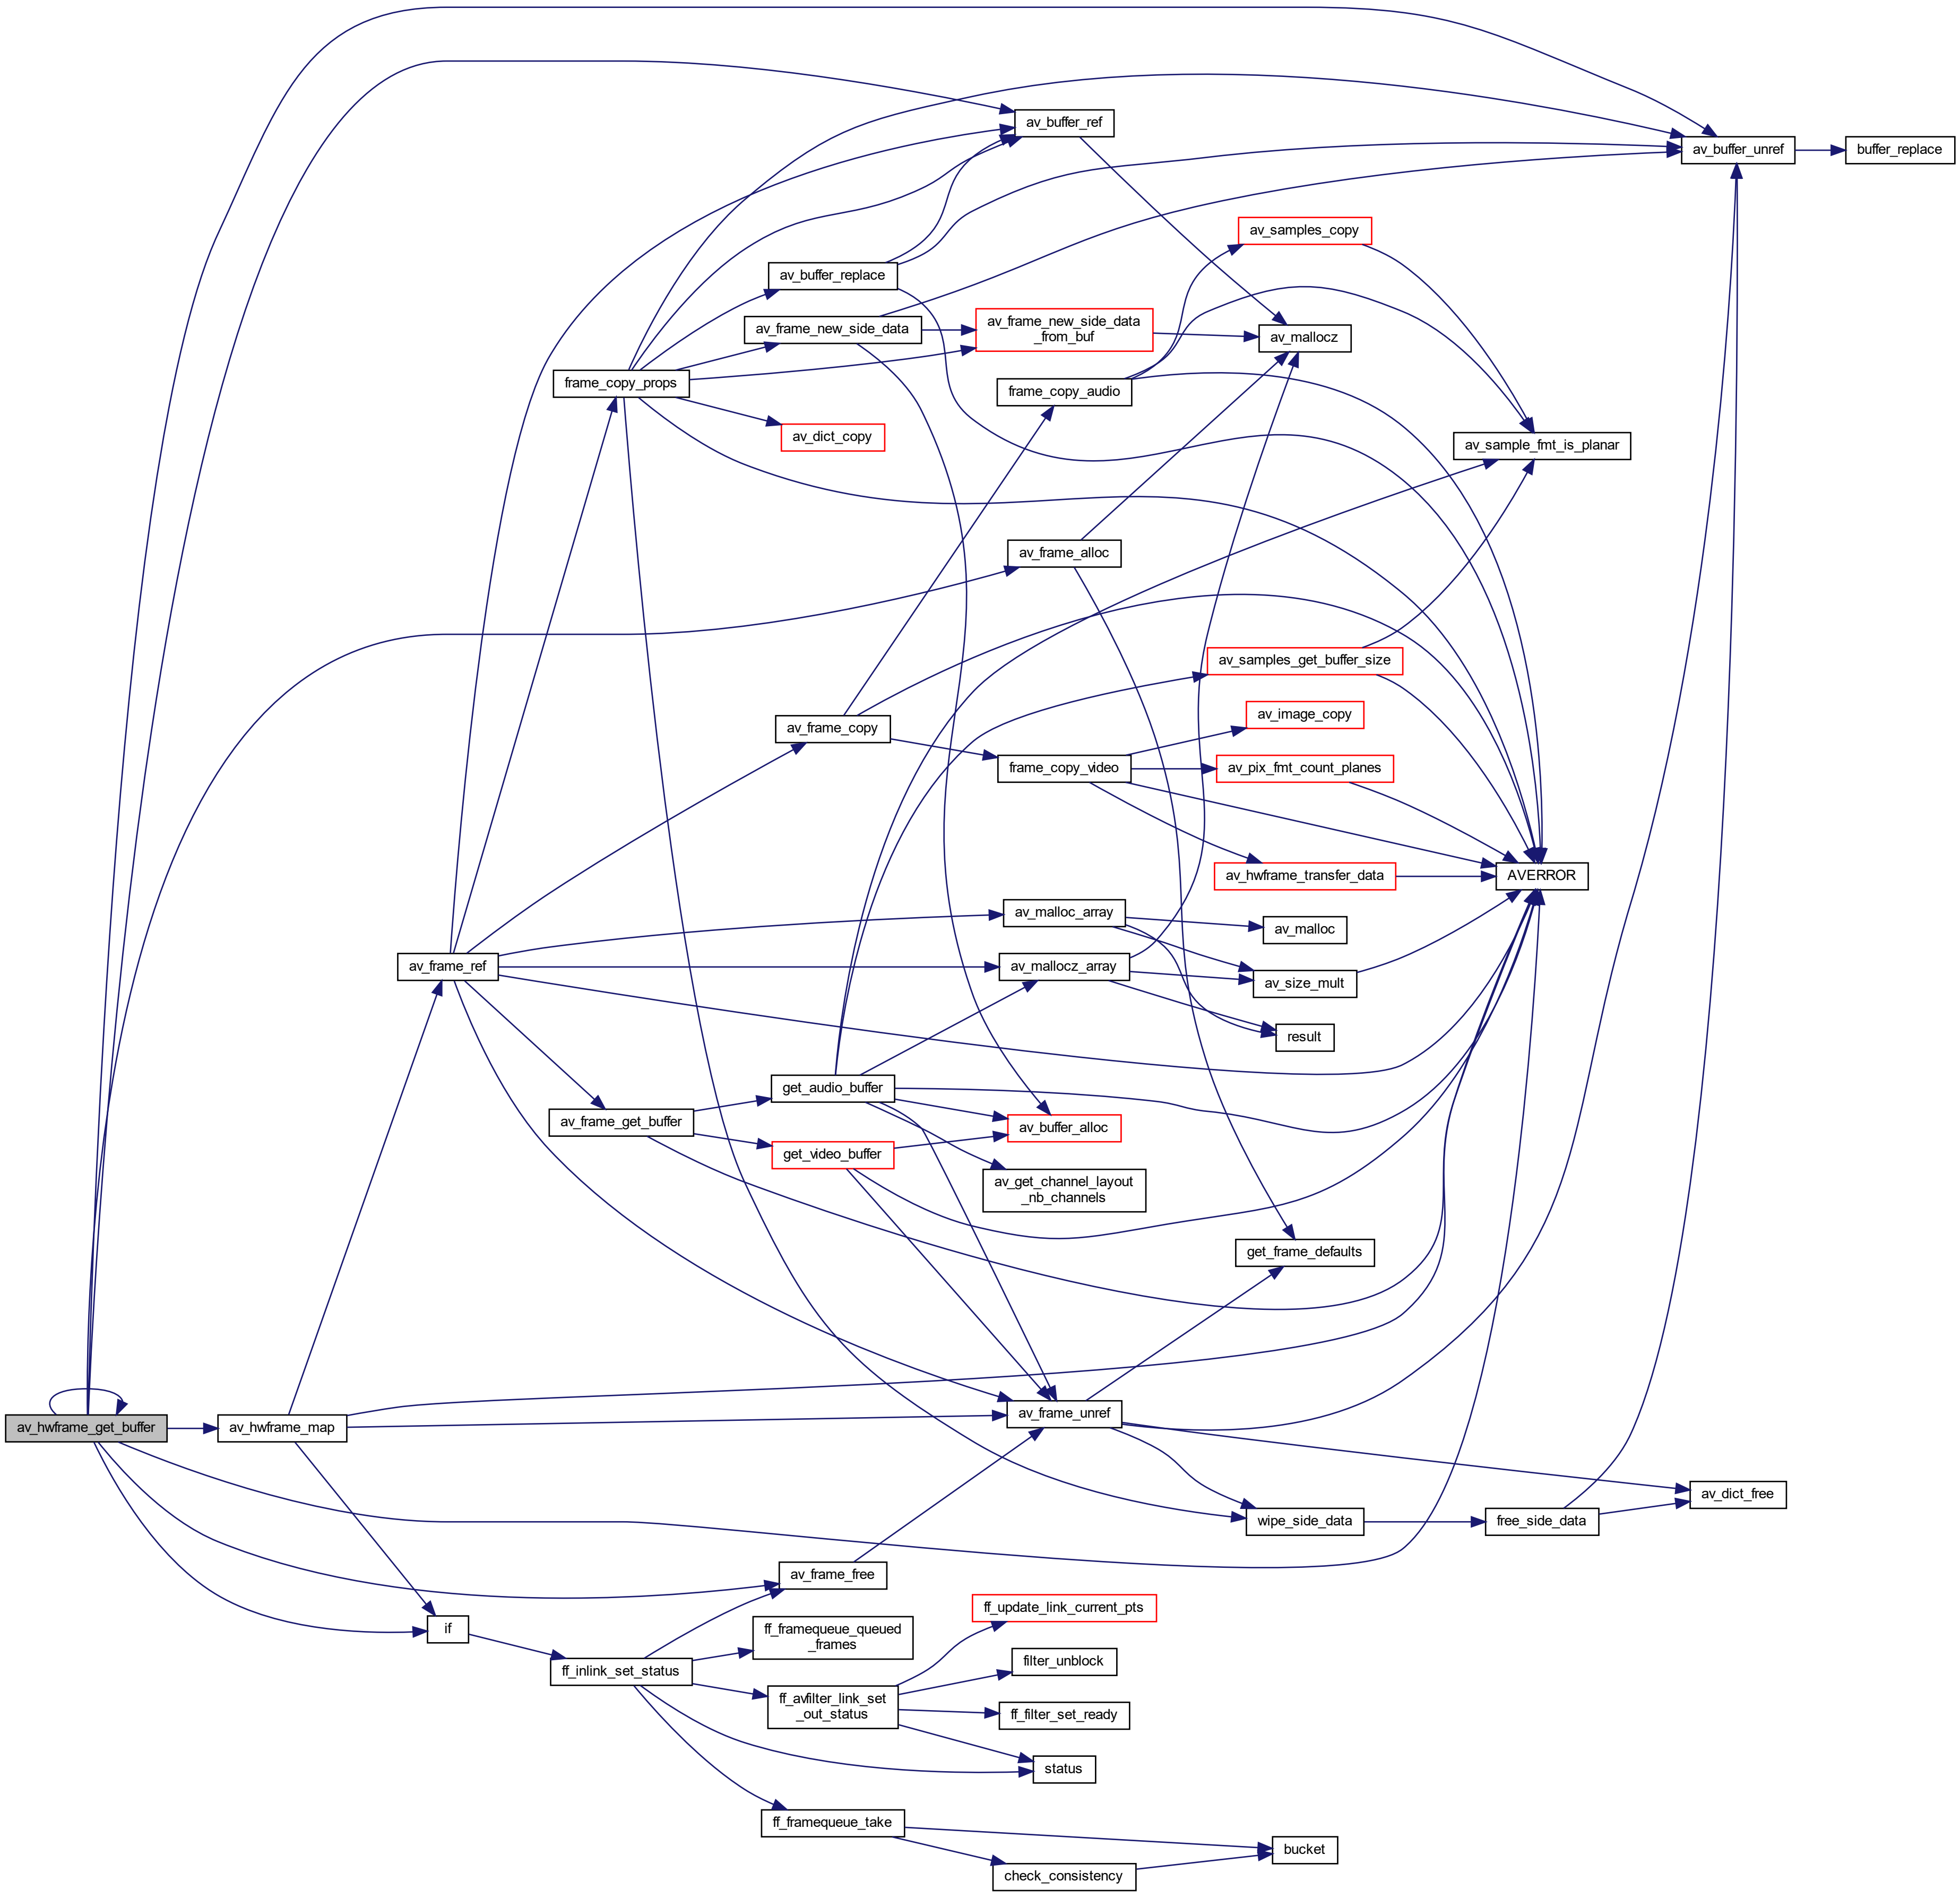 av_buffer_ref
av_buffer_unref
buffer_replace
av_samples_copy
av_buffer_replace
av_frame_new_side_data
av_frame_new_side_data
_from_buf
av_mallocz
frame_copy_props
frame_copy_audio
av_dict_copy
av_sample_fmt_is_planar
av_frame_alloc
av_samples_get_buffer_size
av_image_copy
av_frame_copy
frame_copy_video
av_pix_fmt_count_planes
av_hwframe_transfer_data
AVERROR
av_malloc_array
av_malloc
av_frame_ref
av_mallocz_array
av_size_mult
result
get_audio_buffer
av_frame_get_buffer
av_buffer_alloc
get_video_buffer
av_get_channel_layout
_nb_channels
get_frame_defaults
av_hwframe_get_buffer
av_hwframe_map
av_frame_unref
av_dict_free
wipe_side_data
free_side_data
av_frame_free
ff_update_link_current_pts
if
ff_framequeue_queued
_frames
filter_unblock
ff_inlink_set_status
ff_avfilter_link_set
_out_status
ff_filter_set_ready
status
ff_framequeue_take
bucket
check_consistency